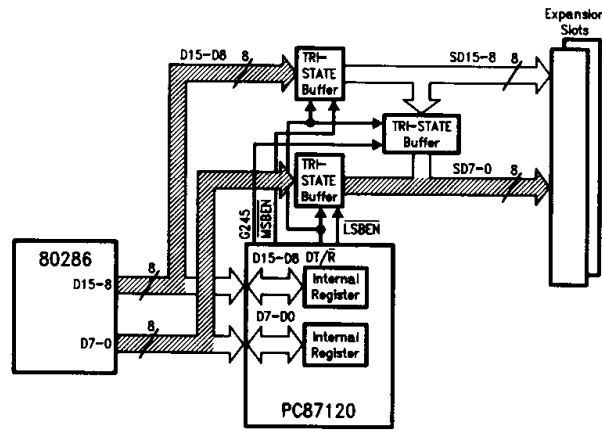 Expansion
Slots
D15-D8
8
TRI-
STATE
Buffer
SD15-8
8
TRI-STATE
Buffer
TRI-
STATE
Buffer
SD7-0
8
G245
MSBEN
LSBEN
80286
D15-8
8
D7-0
8
D15-D8
DT/R
Internal
Register
D7-D0
Internal
Register
PC87120